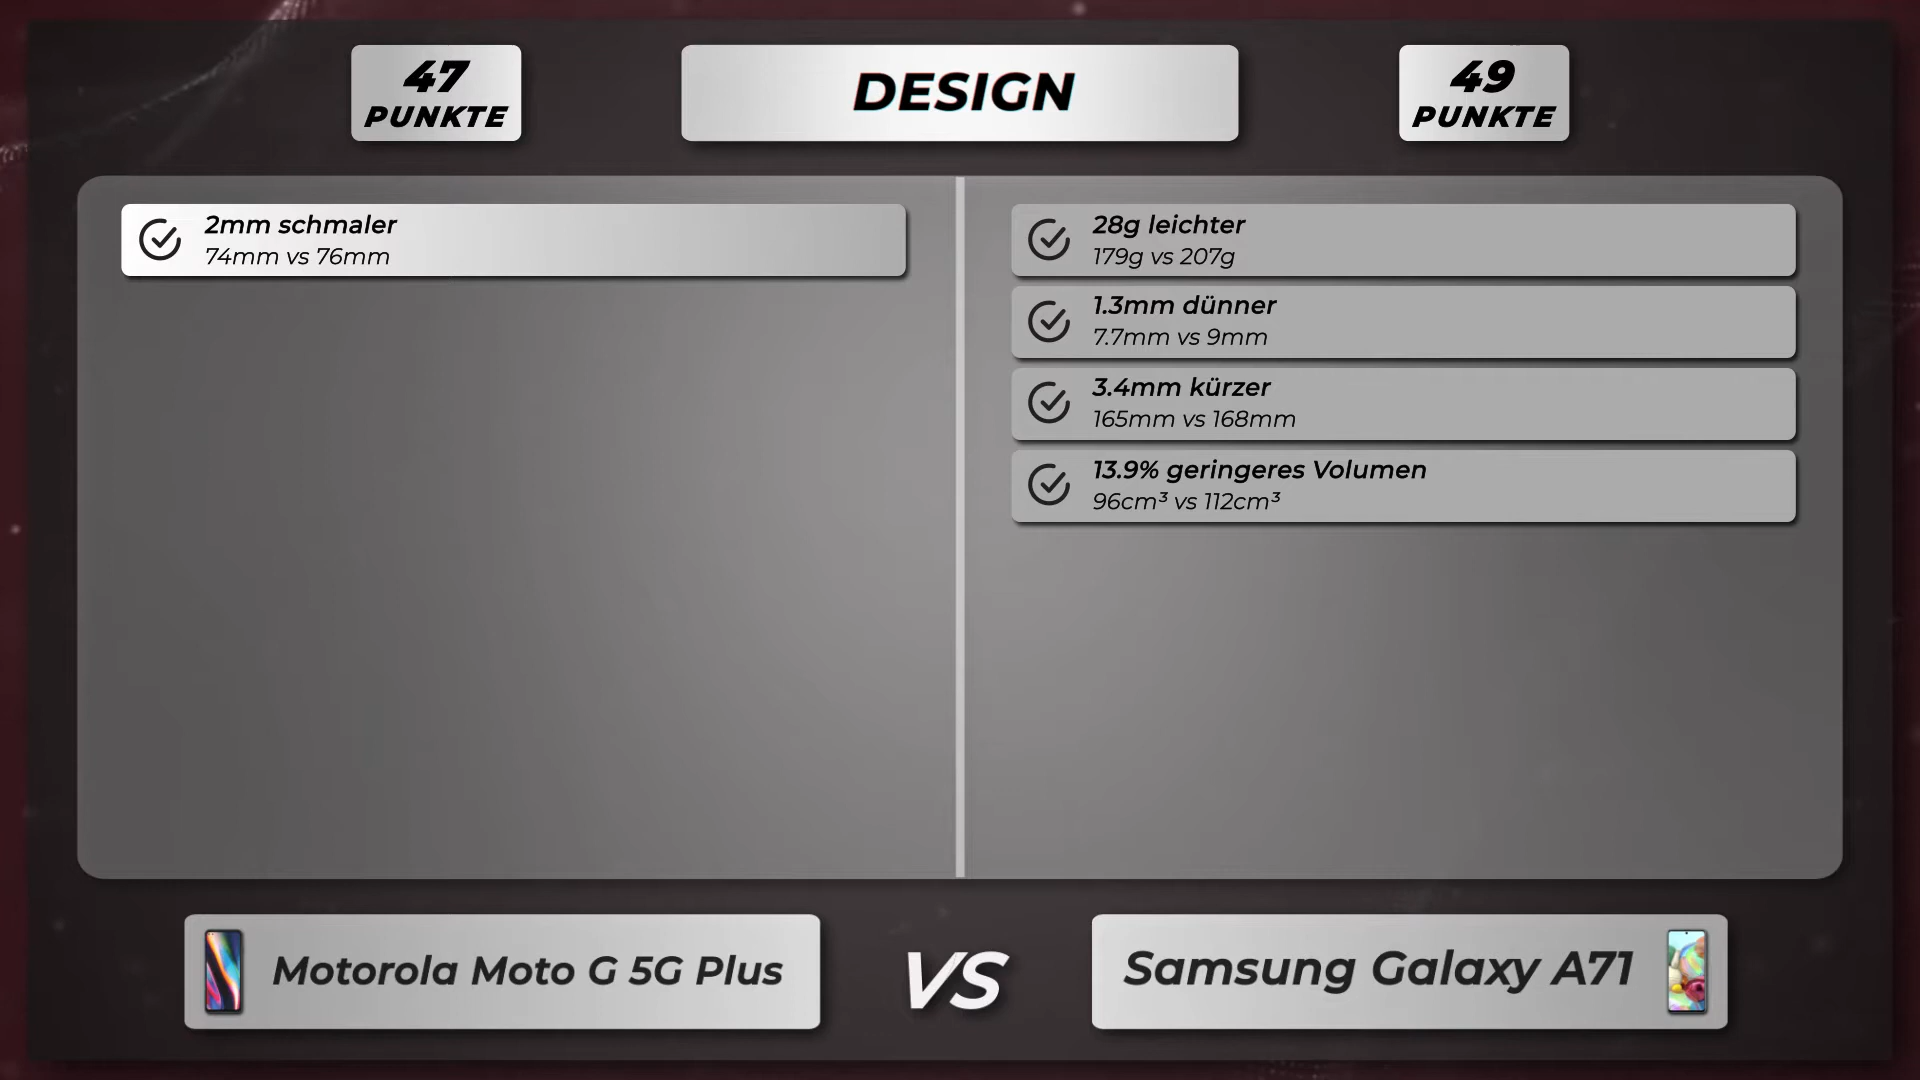 47
PUNKTE
DESIGN
49
PUNKTE
2mm schmaler
74mm vs 76mm
28g leichter
179g vs 207g
1.3mm dünner
7.7mm vs 9mm
3.4mm kürzer
165mm vs 168mm
13.9% geringeres Volumen
96cm³ vs 112cm³
Motorola Moto G 5G Plus
VS
Samsung Galaxy A71